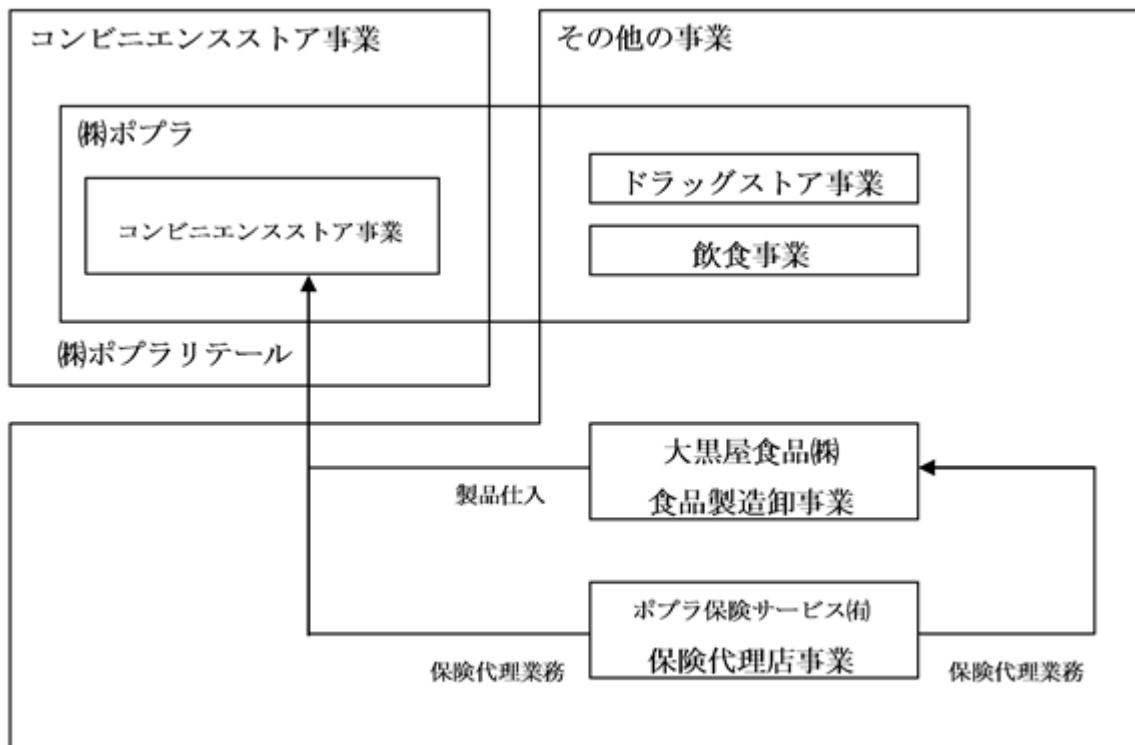 コンビニエンスストア事業
その他の事業
㈱ポプラ
コンビニエンスストア事業
ドラッグストア事業
飲食事業
㈱ポプラリテール
大黒屋食品㈱
食品製造卸事業
製品仕入
ポプラ保険サービス㈲
保険代理店事業
保険代理業務
保険代理業務